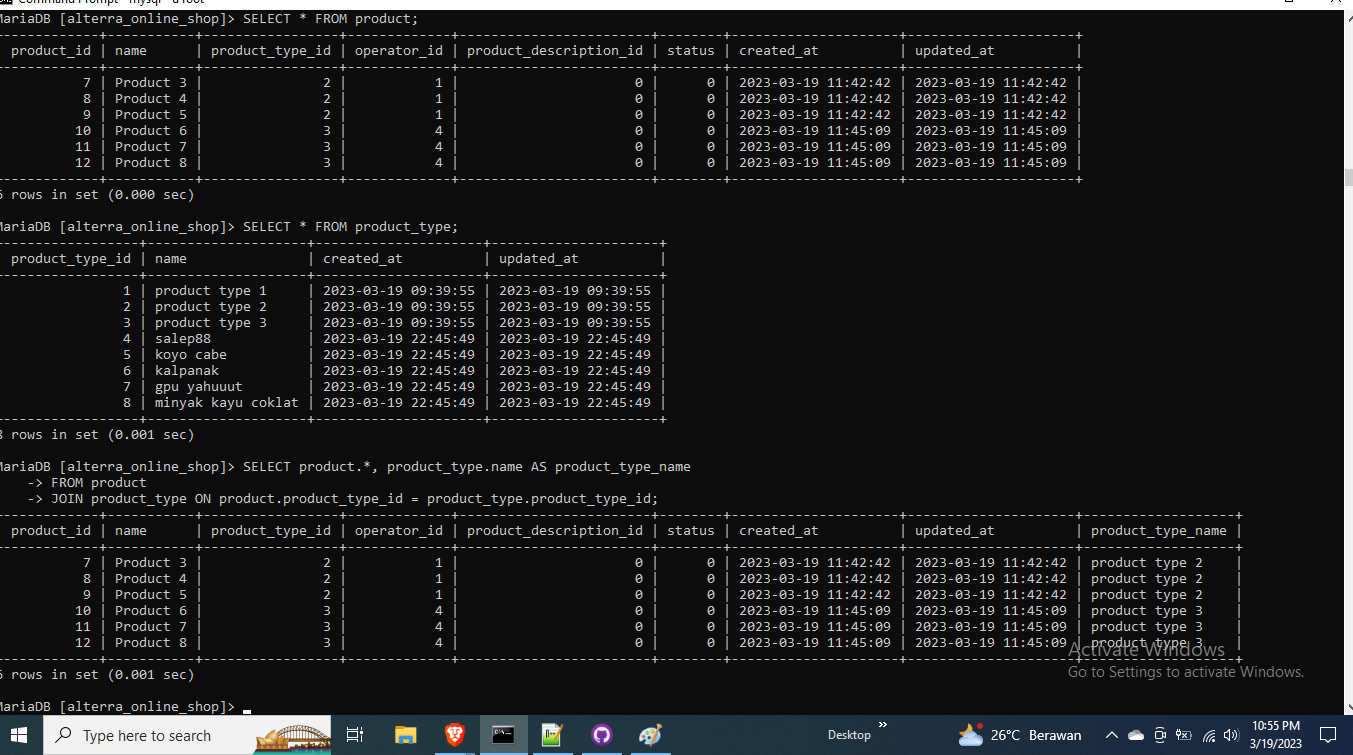 Command Prompt - mysql -u root
MariaDB [alterra_online_shop]> SELECT * FROM product;
product_id | name | product_type_id | operator_id | product_description_id | status | created_at | updated_at |
7 | Product 3 | 2 | 1 | 0 | 0 | 2023-03-19 11:42:42 | 2023-03-19 11:42:42 |
8 | Product 4 | 2 | 1 | 0 | 0 | 2023-03-19 11:42:42 | 2023-03-19 11:42:42 |
9 | Product 5 | 2 | 1 | 0 | 0 | 2023-03-19 11:42:42 | 2023-03-19 11:42:42 |
10 | Product 6 | 3 | 4 | 0 | 0 | 2023-03-19 11:45:09 | 2023-03-19 11:45:09 |
11 | Product 7 | 3 | 4 | 0 | 0 | 2023-03-19 11:45:09 | 2023-03-19 11:45:09 |
12 | Product 8 | 3 | 4 | 0 | 0 | 2023-03-19 11:45:09 | 2023-03-19 11:45:09 |
6 rows in set (0.000 sec)
MariaDB [alterra_online_shop]> SELECT * FROM product_type;
product_type_id | name | created_at | updated_at |
1 | product type 1 | 2023-03-19 09:39:55 | 2023-03-19 09:39:55 |
2 | product type 2 | 2023-03-19 09:39:55 | 2023-03-19 09:39:55 |
3 | product type 3 | 2023-03-19 09:39:55 | 2023-03-19 09:39:55 |
4 | salep88 | 2023-03-19 22:45:49 | 2023-03-19 22:45:49 |
5 | koyo cabe | 2023-03-19 22:45:49 | 2023-03-19 22:45:49 |
6 | kalpanak | 2023-03-19 22:45:49 | 2023-03-19 22:45:49 |
7 | gpu yahuuut | 2023-03-19 22:45:49 | 2023-03-19 22:45:49 |
8 | minyak kayu coklat | 2023-03-19 22:45:49 | 2023-03-19 22:45:49 |
8 rows in set (0.001 sec)
MariaDB [alterra_online_shop]> SELECT product.*, product_type.name AS product_type_name
-> FROM product
-> JOIN product_type ON product.product_type_id = product_type.product_type_id;
product_id | name | product_type_id | operator_id | product_description_id | status | created_at | updated_at | product_type_name |
7 | Product 3 | 2 | 1 | 0 | 0 | 2023-03-19 11:42:42 | 2023-03-19 11:42:42 | product type 2 |
8 | Product 4 | 2 | 1 | 0 | 0 | 2023-03-19 11:42:42 | 2023-03-19 11:42:42 | product type 2 |
9 | Product 5 | 2 | 1 | 0 | 0 | 2023-03-19 11:42:42 | 2023-03-19 11:42:42 | product type 2 |
10 | Product 6 | 3 | 4 | 0 | 0 | 2023-03-19 11:45:09 | 2023-03-19 11:45:09 | product type 3 |
11 | Product 7 | 3 | 4 | 0 | 0 | 2023-03-19 11:45:09 | 2023-03-19 11:45:09 | product type 3 |
12 | Product 8 | 3 | 4 | 0 | 0 | 2023-03-19 11:45:09 | 2023-03-19 11:45:09 | product type 3 |
Activate Windows
6 rows in set (0.001 sec)
Go to Settings to activate Windows.
MariaDB [alterra_online_shop]>
Type here to search
Desktop
26°C Berawan
10:55 PM
3/19/2023